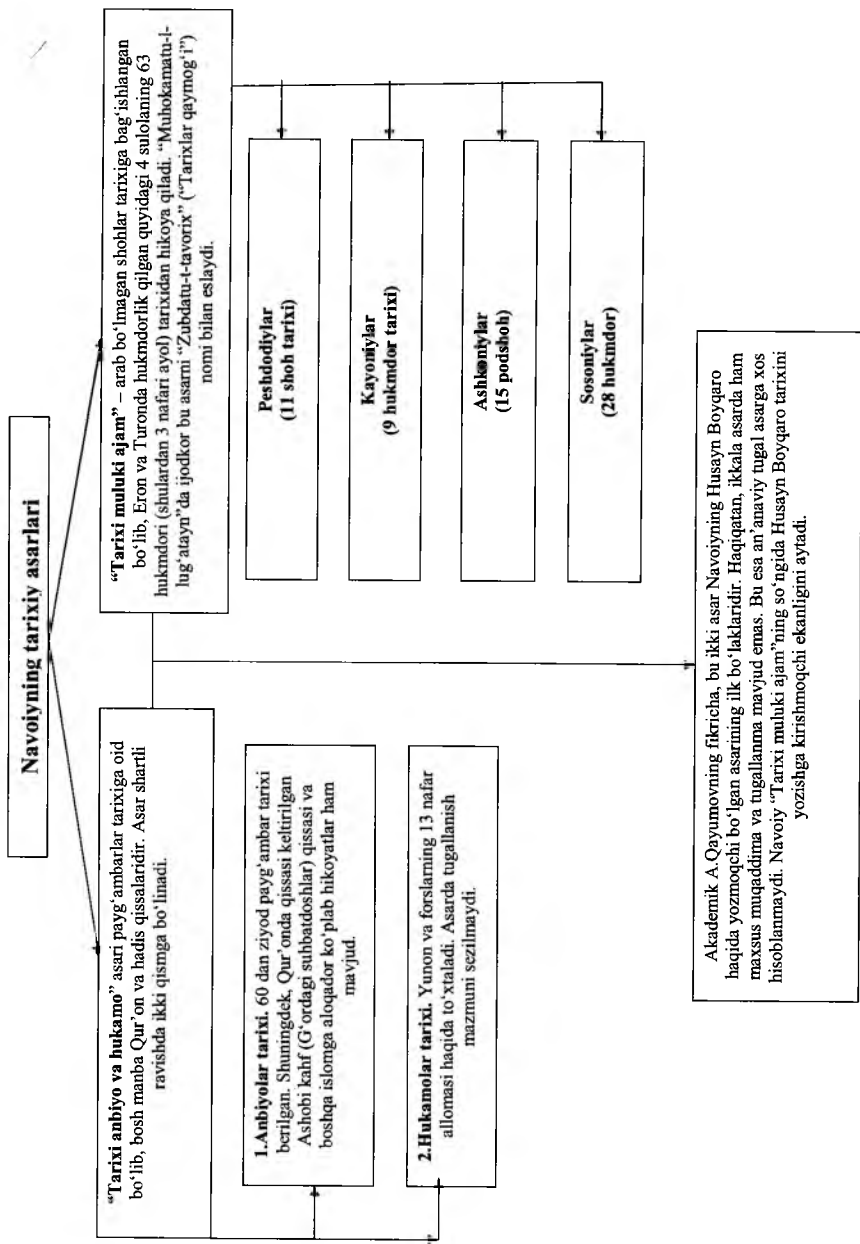 Navoiyning tarixiy asarlari
“Tarixi anbiyo va hukamo” asari payg‘ambarlar tarixiga oid
bo‘lib, bosh manba Qur’on va hadis qissalaridir. Asar shartli
ravishda ikki qismga bo‘linadi.
1.Anbiyolar tarixi. 60 dan ziyod payg‘ambar tarixi
berilgan. Shuningdek, Qur’onda qissasi keltirilgan
Ashobi kahf (G‘ordagi suhbatdoshlar) qissasi va
boshqa islomga aloqador ko‘plab hikoyatlar ham
mavjud.
2.Hukamolar tarixi. Yunon va forslarning 13 nafar
allomasi haqida to‘xtaladi. Asarda tugallanish
mazmuni sezilmaydi.
“Tarixi muluki ajam” – arab bo‘lmagan shohlar tarixiga bag‘ishlangan
bo‘lib, Eron va Turonda hukmdorlik qilgan quyidagi 4 sulolaning 63
hukmdori (shulardan 3 nafari ayol) tarixidan hikoya qiladi. “Muhokamatu-l-
lug‘atayn”da ijodkor bu asarni “Zubdatu-t-tavorix” (“Tarixlar qaymog‘i”)
nomi bilan eslaydi.
Peshdodiylar
(11 shoh tarixi)
Kayoniylar
(9 hukmdor tarixi)
Ashkoniylar
(15 podshoh)
Sosoniylar
(28 hukmdor)
Akademik A.Qayumovning fikricha, bu ikki asar Navoiyning Husayn Boyqaro
haqida yozmoqchi bo‘lgan asarining ilk bo‘laklaridir. Haqiqatan, ikkala asarda ham
maxsus muqaddima va tugallanma mavjud emas. Bu esa an’anaviy tugal asarga xos
hisoblanmaydi. Navoiy “Tarixi muluki ajam”ning so‘ngida Husayn Boyqaro tarixini
yozishga kirishmoqchi ekanligini aytadi.